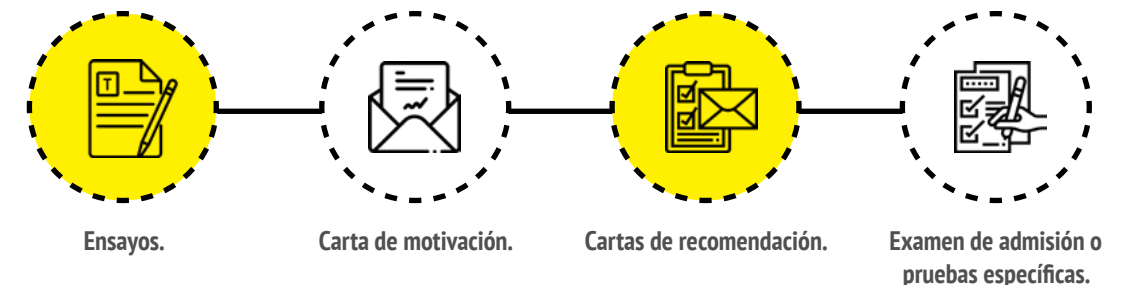 T
Ensayos.
Carta de motivación.
Cartas de recomendación.
Examen de admisión o
pruebas específicas.